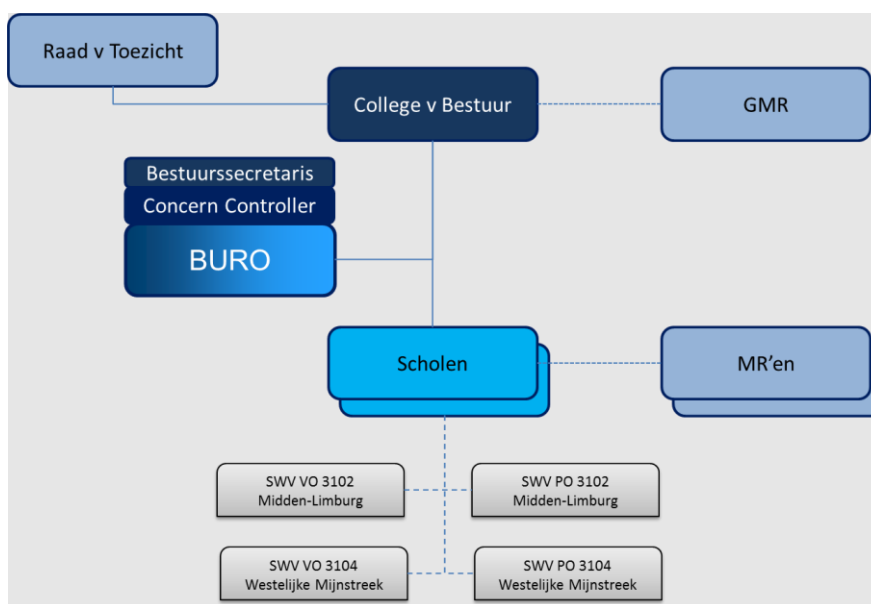 Raad v Toezicht
College v Bestuur
GMR
Bestuurssecretaris
Concern Controller
BURO
Scholen
MR'en
SWV VO 3102
Midden-Limburg
SWV PO 3102
Midden-Limburg
SWV VO 3104
Westelijke Mijnstreek
SWV PO 3104
Westelijke Mijnstreek